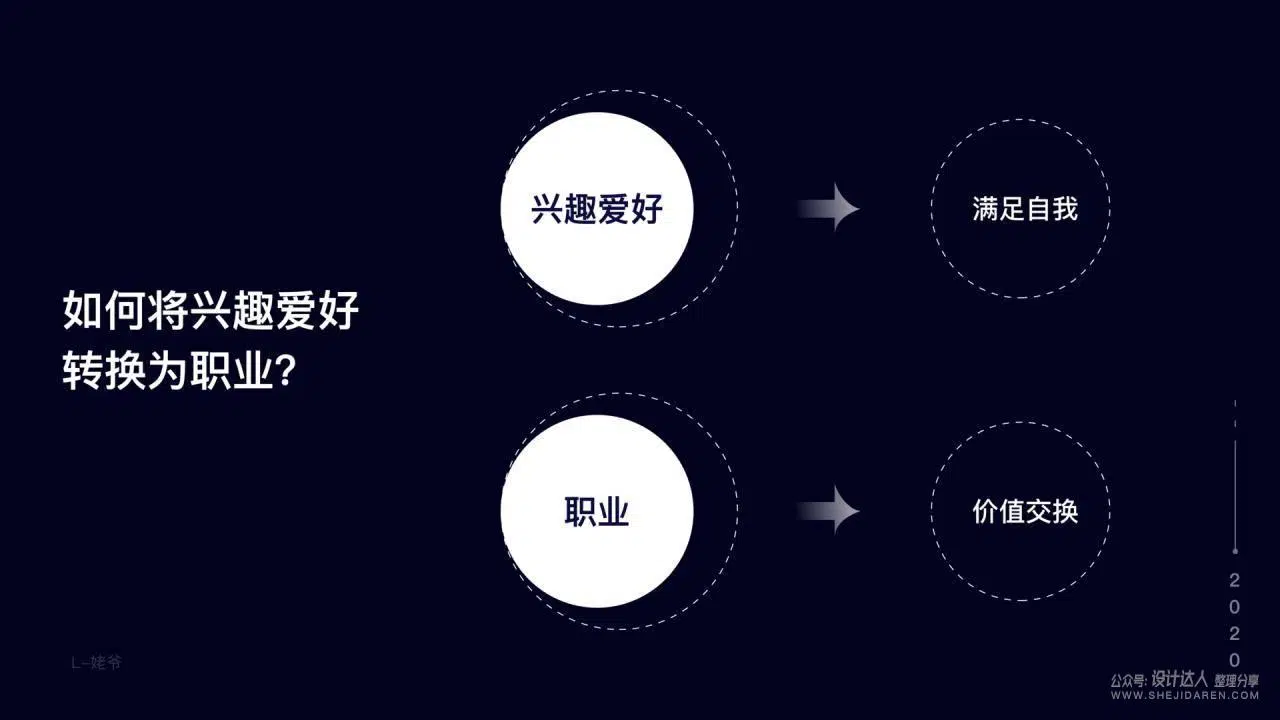 如何将兴趣爱好
转换为职业?
兴趣爱好
满足自我
职业
价值交换
2020
L-姥爷
公众号: 设计达人 整理分享
WWW.SHEJIDAREN.COM